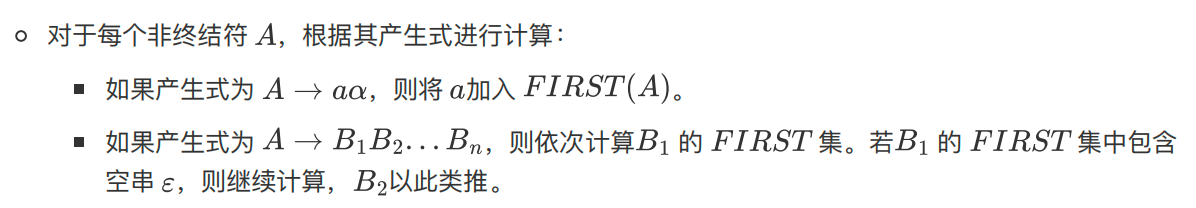 对于每个非终结符 A，根据其产生式进行计算：
如果产生式为 A → aα，则将 a加入 FIRST(A)。
如果产生式为 A → B₁B₂…Bₙ，则依次计算B₁ 的 FIRST 集。若B₁ 的 FIRST 集中包含
空串 ε，则继续计算， B₂以此类推。